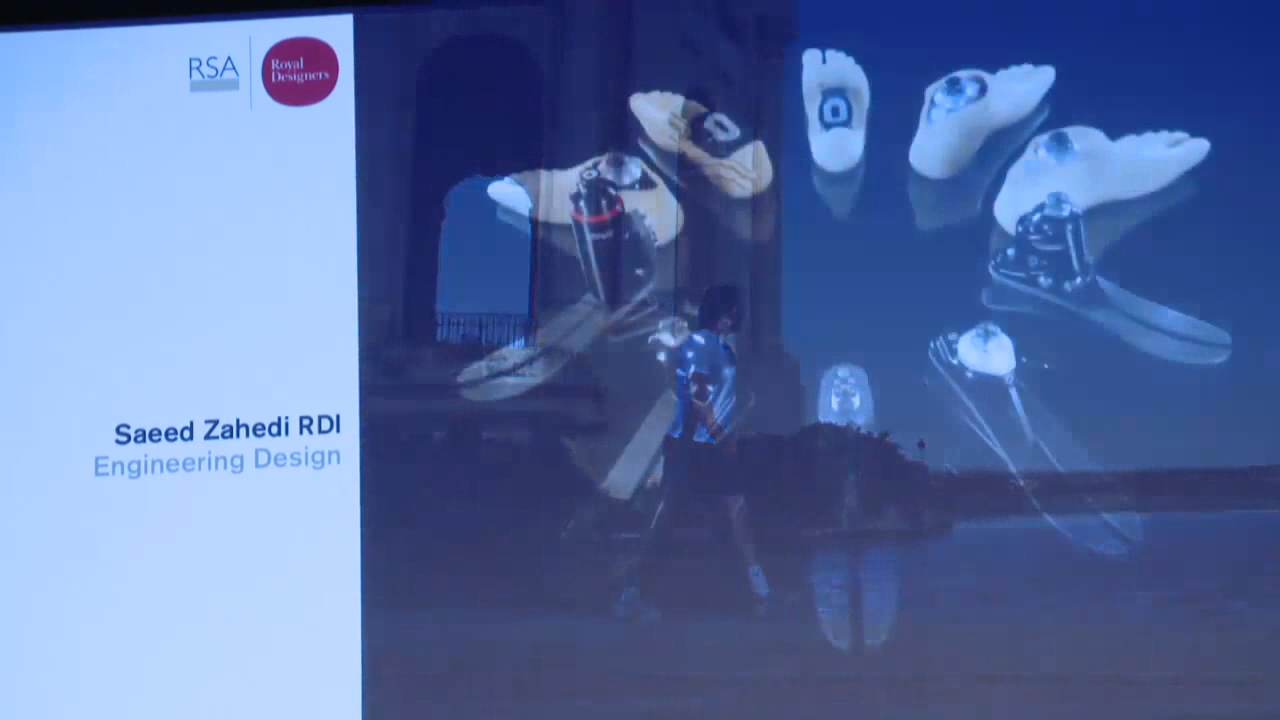 RSA
Royal
Designers
Saeed Zahedi RDI
Engineering Design